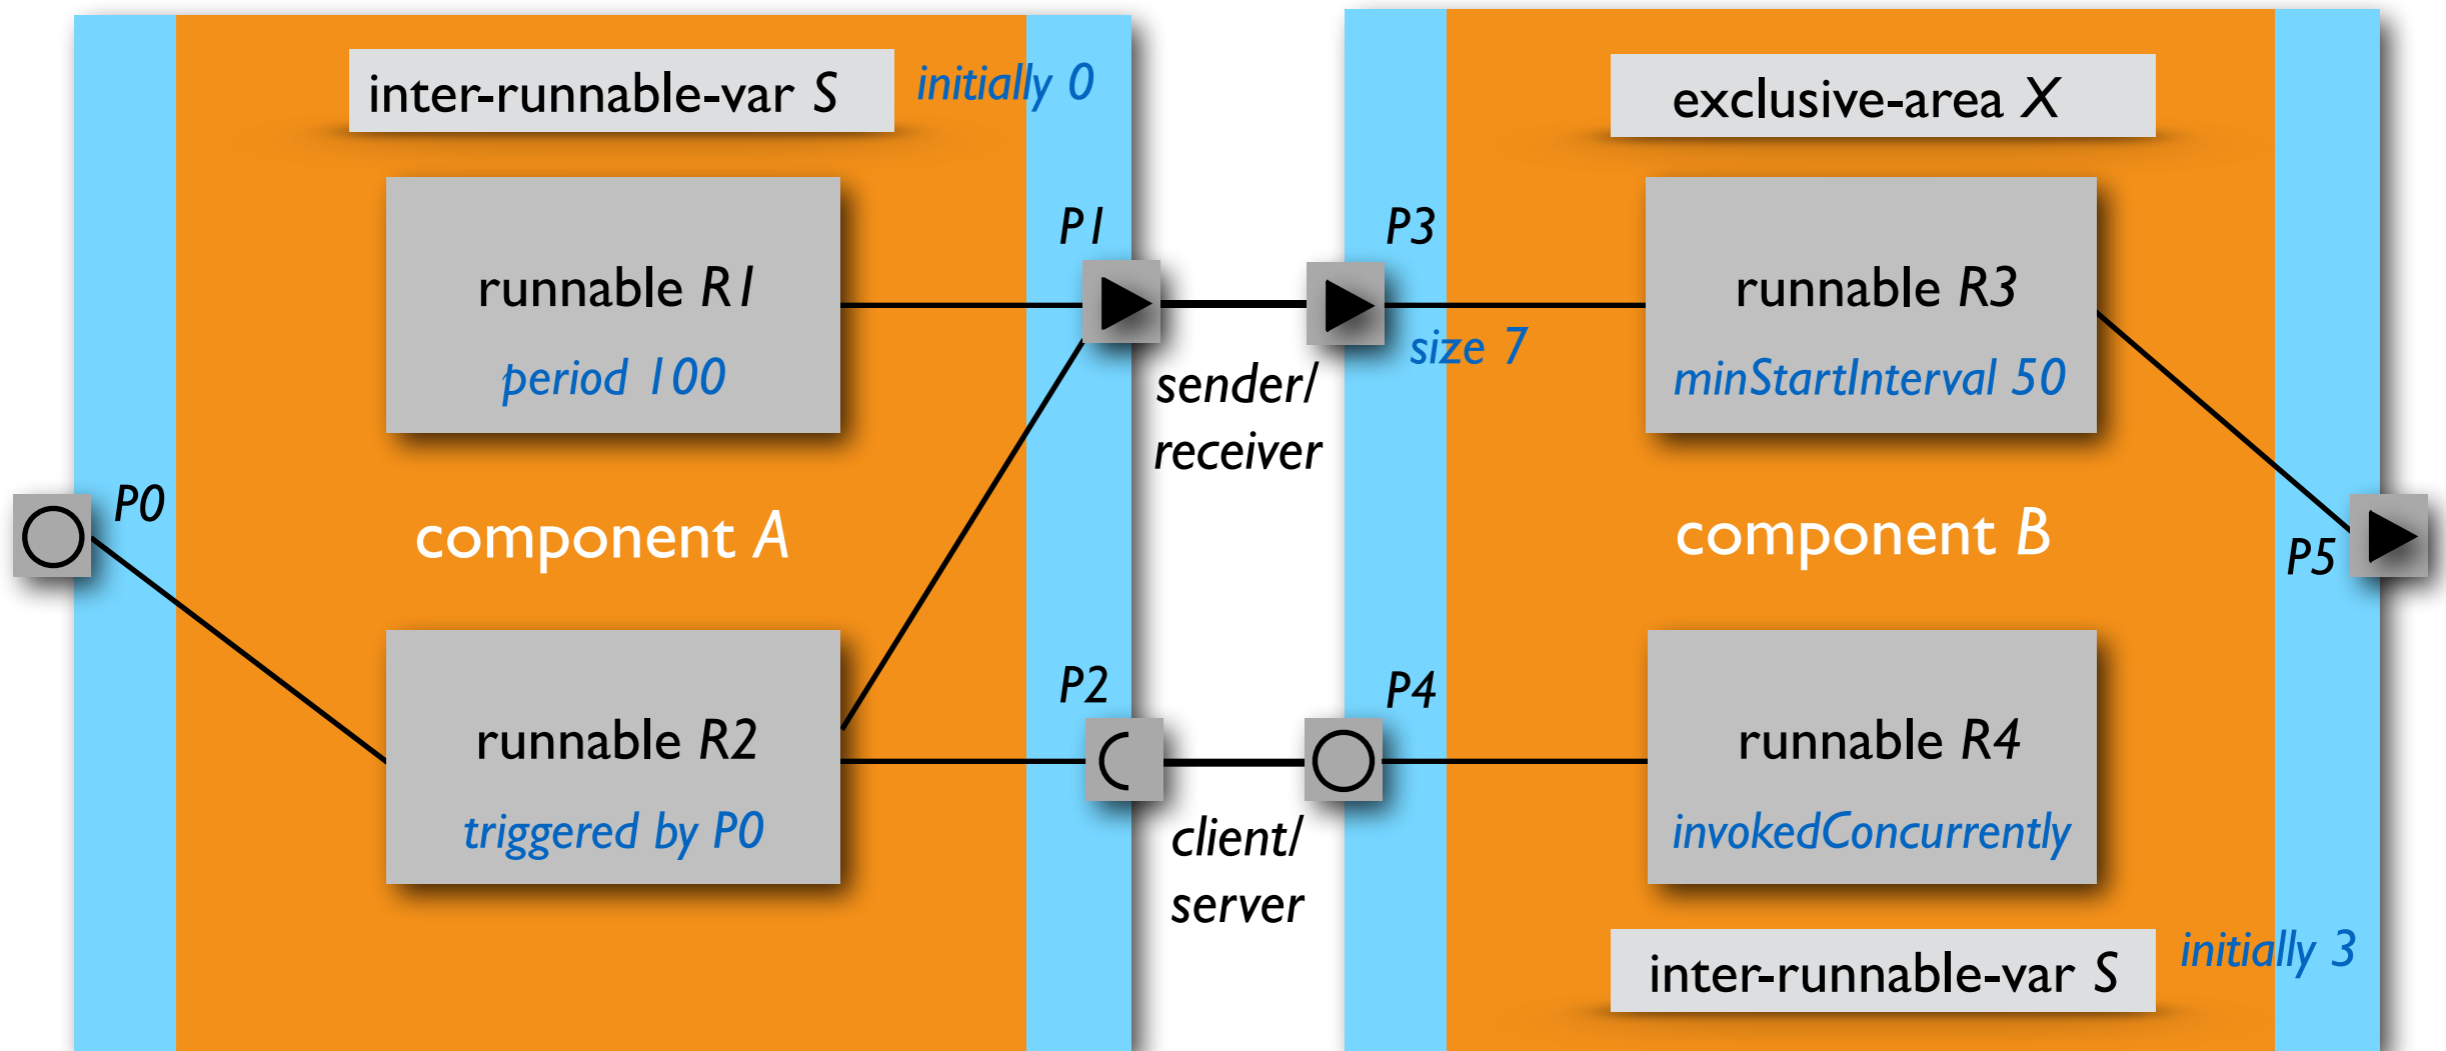 inter-runnable-var S
initially 0
runnable R1
period 100
P1
P0
component A
runnable R2
triggered by P0
P2
sender/
receiver
client/
server
exclusive-area X
P3
size 7
runnable R3
minStartInterval 50
component B
P5
P4
runnable R4
invokedConcurrently
inter-runnable-var S
initially 3